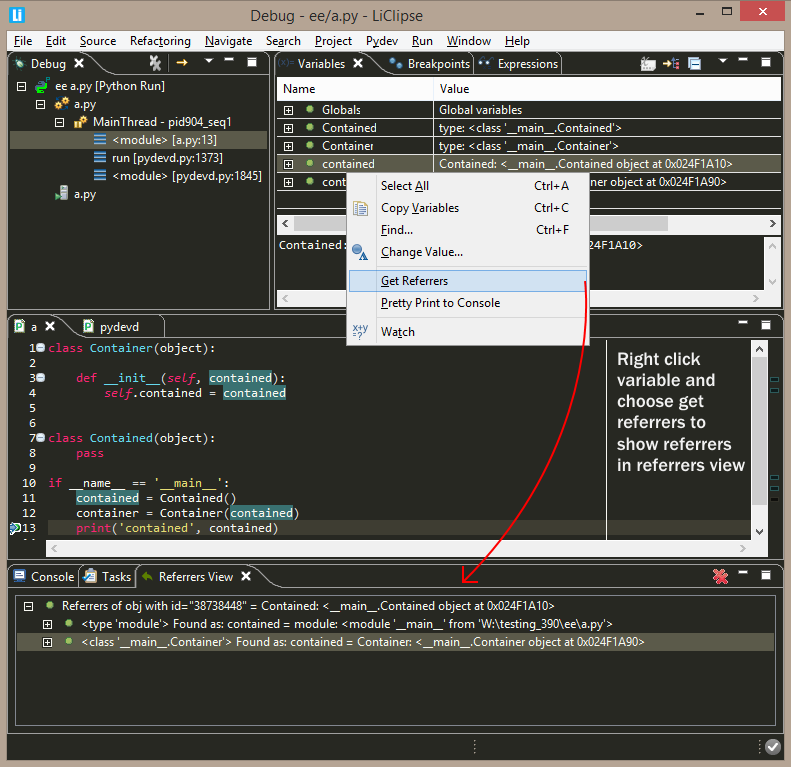 Li
Debug - ee/a.py - LiClipse
File Edit Source Refactoring Navigate Search Project Pydev Run Window Help
Debug
ee a.py [Python Run]
a.py
MainThread - pid904_seq1
<module> [a.py:13]
run [pydevd.py:1373]
<module> [pydevd.py:1845]
a.py
(x)= Variables Breakpoints Expressions
Name Value
Globals Global variables
Contained type: <class '__main__.Contained'>
Container type: <class '__main__.Container'>
contained Contained: <__main__.Contained object at 0x024F1A10>
cont iner object at 0x024F1A90>
Contained: 24F1A10>
Select All Ctrl+A
Copy Variables Ctrl+C
Find... Ctrl+F
Change Value...
Get Referrers
Pretty Print to Console
x+y =? Watch
a pydevd
1 class Container(object):
2
3 def __init__(self, contained):
4 self.contained = contained
5
6
7 class Contained(object):
8 pass
9
10 if __name__ == '__main__':
11 contained = Contained()
12 container = Container(contained)
13 print('contained', contained)
Right click
variable and
choose get
referrers to
show referrers
in referrers view
Console Tasks Referrers View
Referrers of obj with id="38738448" = Contained: <__main__.Contained object at 0x024F1A10>
<type 'module'> Found as: contained = module: <module '__main__' from 'W:\testing_390\ee\a.py'>
<class '__main__.Container'> Found as: contained = Container: <__main__.Container object at 0x024F1A90>